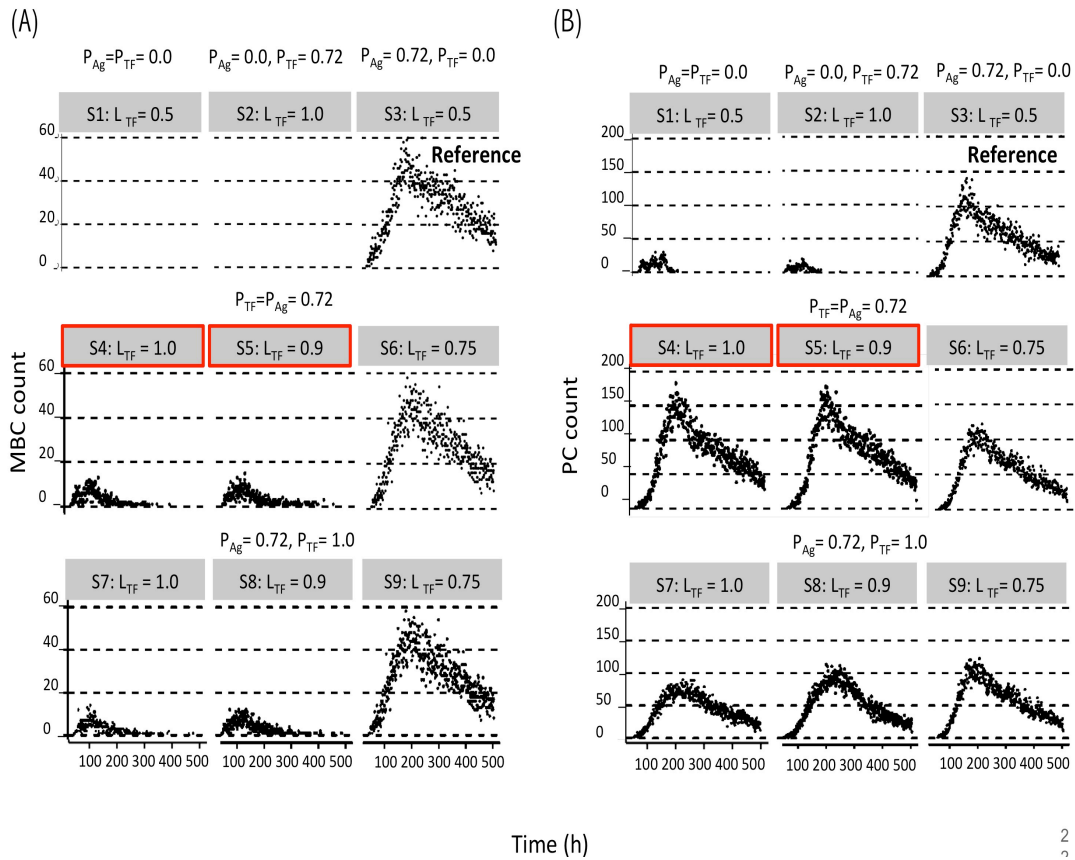 (A)
P_Ag=P_TF= 0.0 P_Ag= 0.0, P_TF= 0.72 P_Ag= 0.72, P_TF= 0.0
S1: L_TF = 0.5 S2: L_TF = 1.0 S3: L_TF = 0.5
60
40
20
0
Reference
P_TF=P_Ag= 0.72
S4: L_TF = 1.0 S5: L_TF = 0.9 S6: L_TF = 0.75
60
40
20
0
MBC count
P_Ag= 0.72, P_TF= 1.0
S7: L_TF = 1.0 S8: L_TF = 0.9 S9: L_TF = 0.75
60
40
20
0
100 200 300 400 500 100 200 300 400 500 100 200 300 400 500
(B)
P_Ag=P_TF= 0.0 P_Ag= 0.0, P_TF= 0.72 P_Ag= 0.72, P_TF= 0.0
S1: L_TF = 0.5 S2: L_TF = 1.0 S3: L_TF = 0.5
200
150
100
50
0
Reference
P_TF=P_Ag= 0.72
S4: L_TF = 1.0 S5: L_TF = 0.9 S6: L_TF = 0.75
200
150
100
50
0
PC count
P_Ag= 0.72, P_TF= 1.0
S7: L_TF = 1.0 S8: L_TF = 0.9 S9: L_TF = 0.75
200
150
100
50
0
100 200 300 400 500 100 200 300 400 500 100 200 300 400 500
Time (h)
2
2